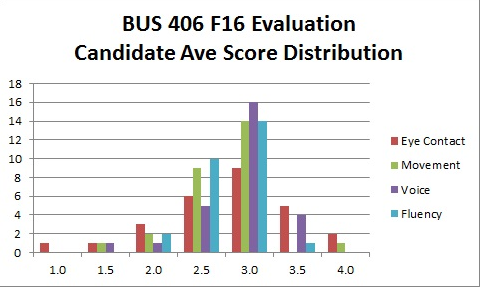 BUS 406 F16 Evaluation
Candidate Ave Score Distribution
18
16
14
12
10
8
6
4
2
0
1.0 1.5 2.0 2.5 3.0 3.5 4.0
Eye Contact
Movement
Voice
Fluency